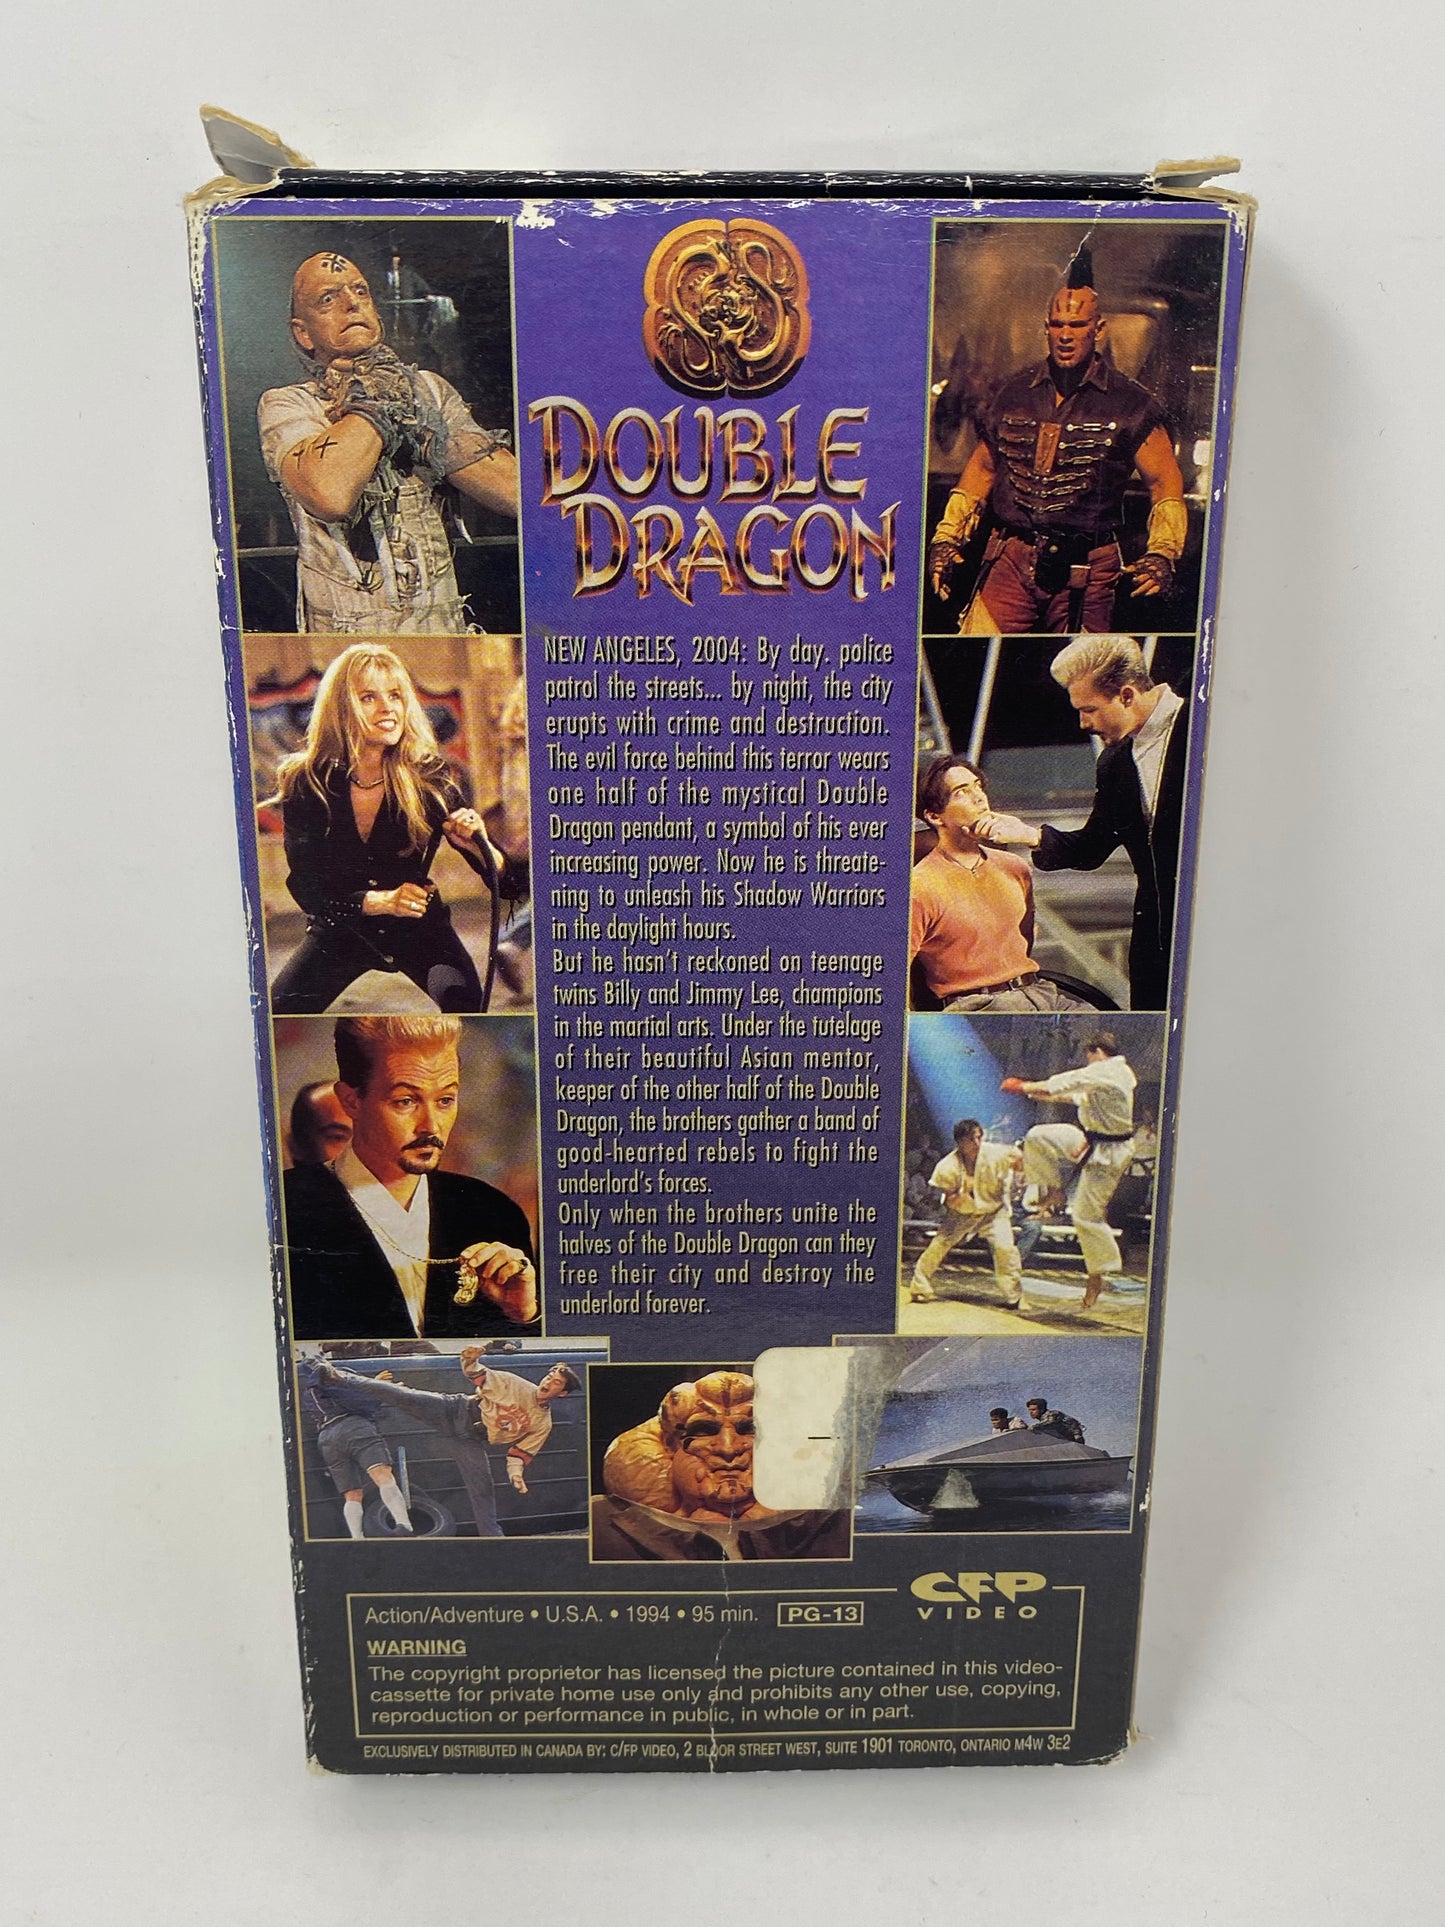 DOUBLE
DRAGON
NEW ANGELES, 2004: By day. police
patrol the streets... by night, the city
erupts with crime and destruction.
The evil force behind this terror wears
one half of the mystical Double
Dragon pendant, a symbol of his ever
increasing power. Now he is threate-
ning to unleash his Shadow Warriors
in the daylight hours.
But he hasn't reckoned on teenage
twins Billy and Jimmy Lee, champions
in the martial arts. Under the tutelage
of their beautiful Asian mentor,
keeper of the other half of the Double
Dragon, the brothers gather a band of
good-hearted rebels to fight the
underlord's forces.
Only when the brothers unite the
halves of the Double Dragon can they
free their city and destroy the
underlord forever.
CFP
VIDEO
Action/Adventure • U.S.A. • 1994 • 95 min. PG-13
WARNING
The copyright proprietor has licensed the picture contained in this video-
cassette for private home use only and prohibits any other use, copying,
reproduction or performance in public, in whole or in part.
EXCLUSIVELY DISTRIBUTED IN CANADA BY: C/FP VIDEO, 2 BLOOR STREET WEST, SUITE 1901 TORONTO, ONTARIO M4W 3E2